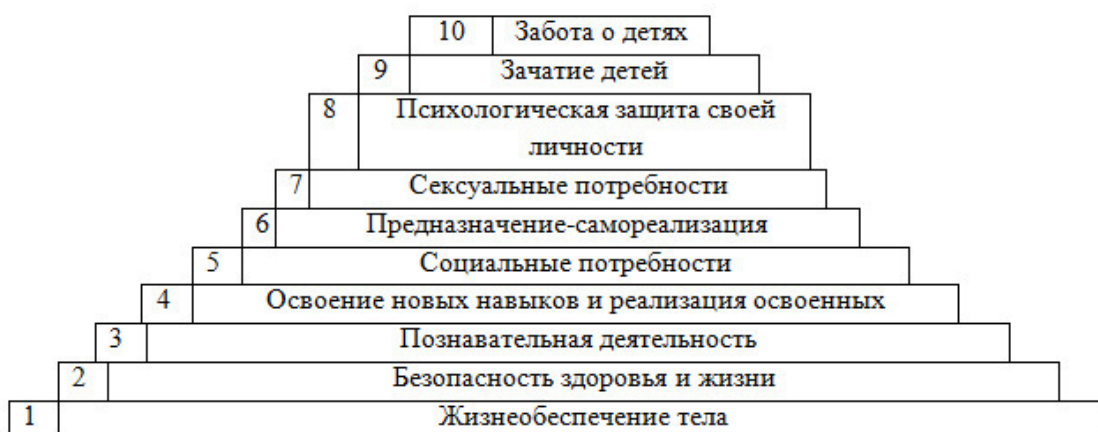 10 Забота о детях
9 Зачатие детей
8 Психологическая защита своей
личности
7 Сексуальные потребности
6 Предназначение-самореализация
5 Социальные потребности
4 Освоение новых навыков и реализация освоенных
3 Познавательная деятельность
2 Безопасность здоровья и жизни
1 Жизнеобеспечение тела